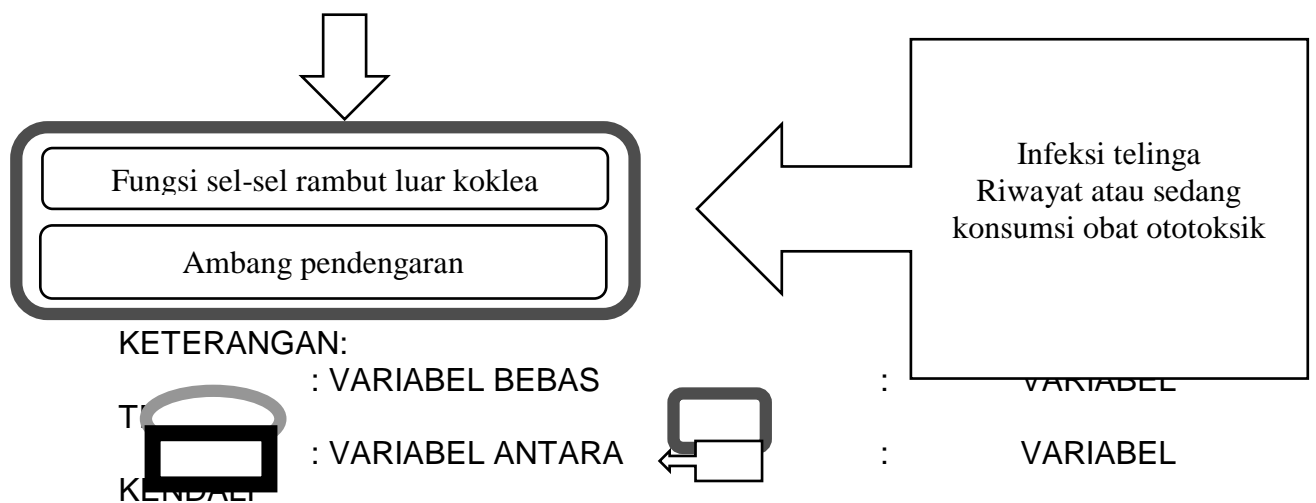 Fungsi sel-sel rambut luar koklea
Ambang pendengaran
Infeksi telinga
Riwayat atau sedang
konsumsi obat ototoksik
KETERANGAN:
: VARIABEL BEBAS : VARIABEL
: VARIABEL ANTARA : VARIABEL
KENDALI